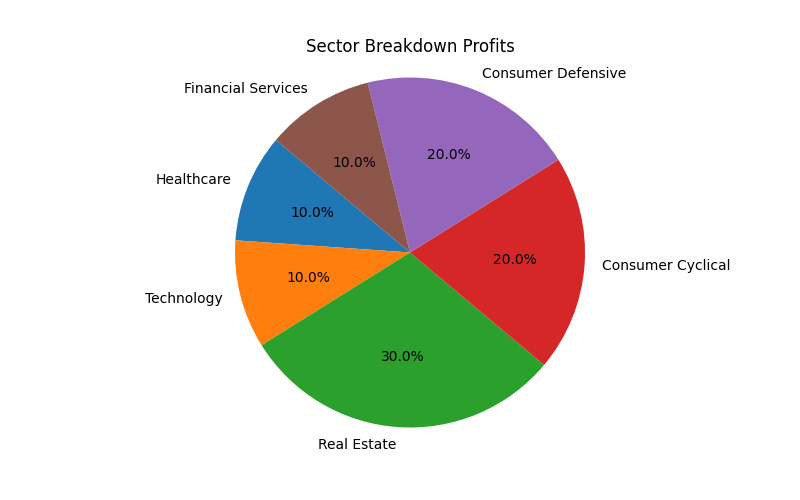 Sector Breakdown Profits
Consumer Defensive
Financial Services
20.0%
10.0%
Healthcare
10.0%
20.0%
Consumer Cyclical
10.0%
Technology
30.0%
Real Estate